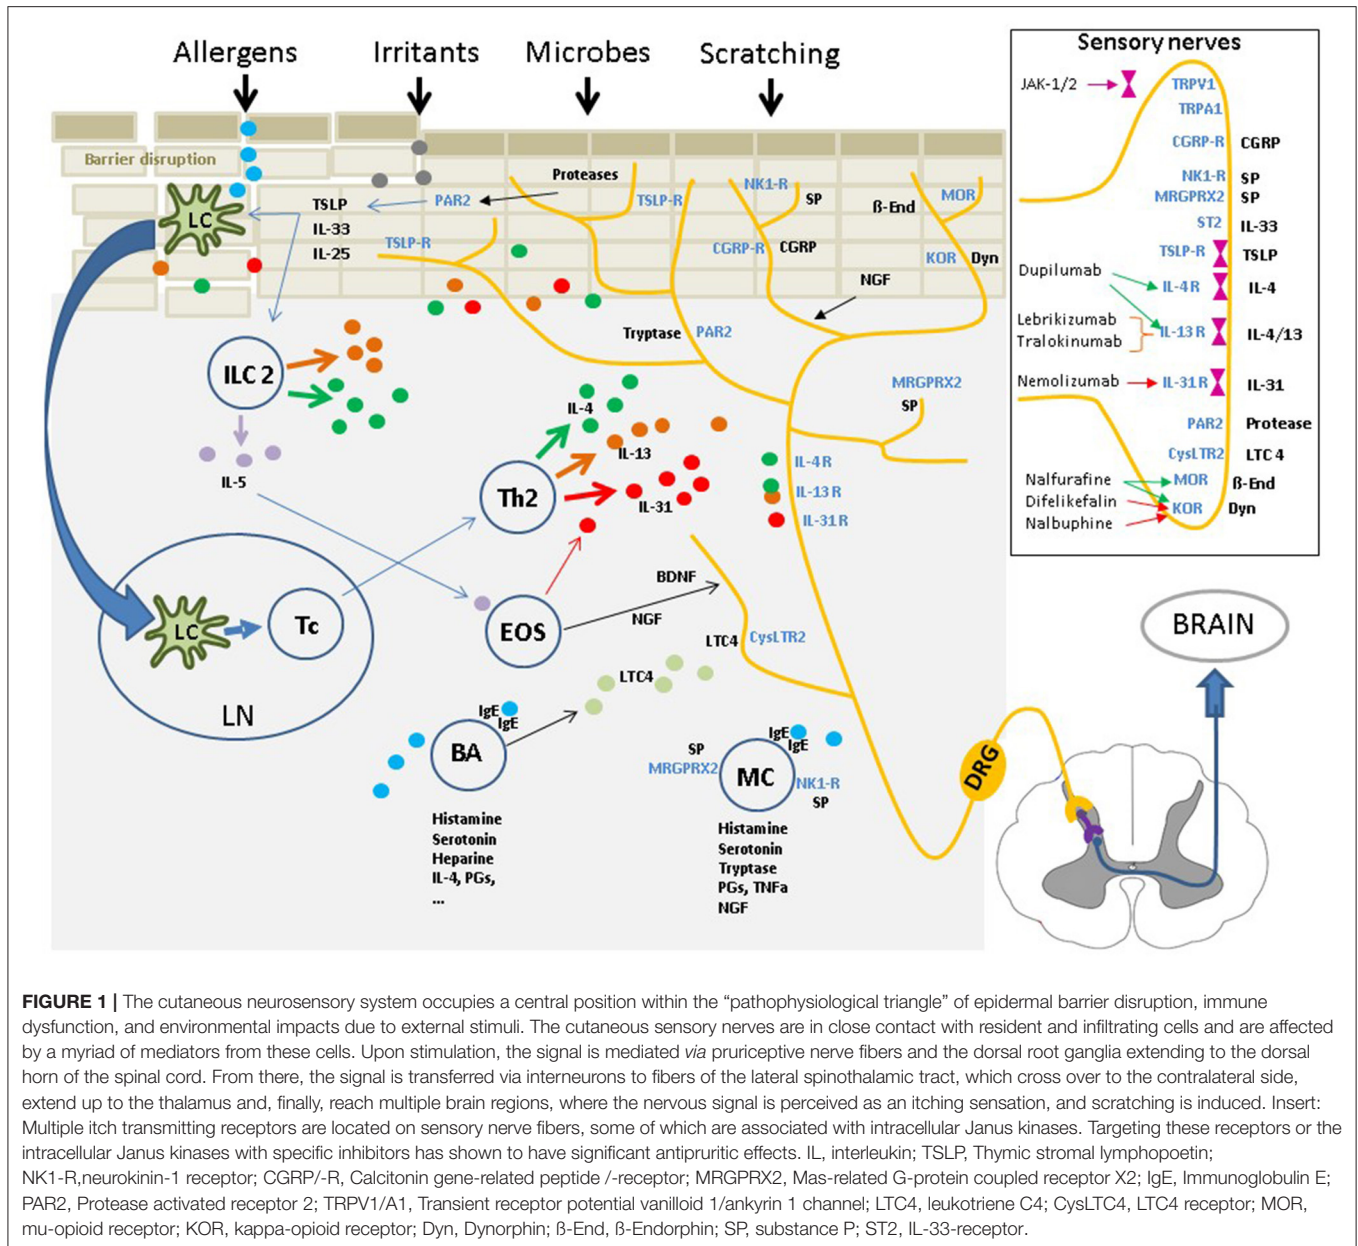 Allergens
Irritants
Microbes
Scratching
Barrier disruption
LC
TSLP
IL-33
IL-25
PAR2
Proteases
TSLP-R
TSLP-R
NK1-R
SP
CGRP-R
CGRP
ß-End
MOR
KOR
Dyn
NGF
Tryptase
PAR2
ILC 2
IL-5
IL-4
IL-13
IL-31
Th2
MRGPRX2
SP
IL-4 R
IL-13 R
IL-31 R
LC
Tc
LN
EOS
BDNF
NGF
LTC4
CysLTR2
LTC4
IgE
IgE
BA
Histamine
Serotonin
Heparine
IL-4, PGs,
...
SP
MRGPRX2
IgE
IgE
MC
NK1-R
SP
Histamine
Serotonin
Tryptase
PGs, TNFa
NGF
DRG
BRAIN
Sensory nerves
JAK-1/2
TRPV1
TRPA1
CGRP-R CGRP
NK1-R SP
MRGPRX2 SP
ST2 IL-33
TSLP-R TSLP
Dupilumab
IL-4 R IL-4
Lebrikizumab
Tralokinumab
IL-13 R IL-4/13
Nemolizumab IL-31 R IL-31
PAR2 Protease
CysLTR2 LTC 4
Nalfurafine MOR ß-End
Difelikefalin KOR Dyn
Nalbuphine
FIGURE 1 | The cutaneous neurosensory system occupies a central position within the “pathophysiological triangle” of epidermal barrier disruption, immune
dysfunction, and environmental impacts due to external stimuli. The cutaneous sensory nerves are in close contact with resident and infiltrating cells and are affected
by a myriad of mediators from these cells. Upon stimulation, the signal is mediated via pruriceptive nerve fibers and the dorsal root ganglia extending to the dorsal
horn of the spinal cord. From there, the signal is transferred via interneurons to fibers of the lateral spinothalamic tract, which cross over to the contralateral side,
extend up to the thalamus and, finally, reach multiple brain regions, where the nervous signal is perceived as an itching sensation, and scratching is induced. Insert:
Multiple itch transmitting receptors are located on sensory nerve fibers, some of which are associated with intracellular Janus kinases. Targeting these receptors or the
intracellular Janus kinases with specific inhibitors has shown to have significant antipruritic effects. IL, interleukin; TSLP, Thymic stromal lymphopoetin;
NK1-R,neurokinin-1 receptor; CGRP/-R, Calcitonin gene-related peptide /-receptor; MRGPRX2, Mas-related G-protein coupled receptor X2; IgE, Immunoglobulin E;
PAR2, Protease activated receptor 2; TRPV1/A1, Transient receptor potential vanilloid 1/ankyrin 1 channel; LTC4, leukotriene C4; CysLTC4, LTC4 receptor; MOR,
mu-opioid receptor; KOR, kappa-opioid receptor; Dyn, Dynorphin; ß-End, ß-Endorphin; SP, substance P; ST2, IL-33-receptor.